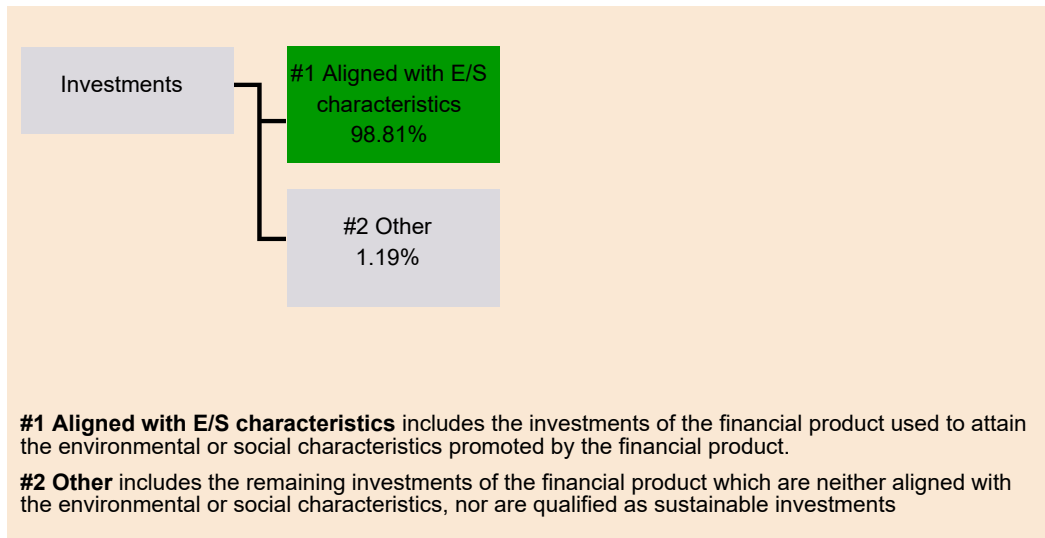 Investments
#1 Aligned with E/S
characteristics
98.81%
#2 Other
1.19%
#1 Aligned with E/S characteristics includes the investments of the financial product used to attain
the environmental or social characteristics promoted by the financial product.
#2 Other includes the remaining investments of the financial product which are neither aligned with
the environmental or social characteristics, nor are qualified as sustainable investments